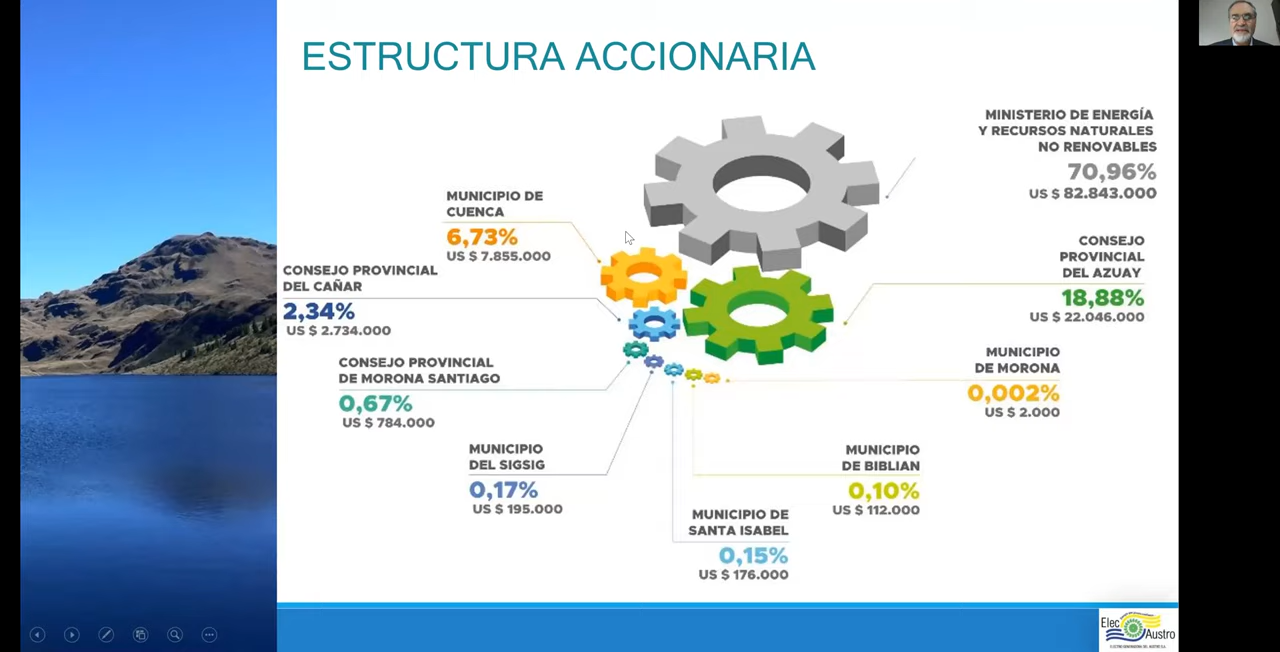 ESTRUCTURA ACCIONARIA
MINISTERIO DE ENERGÍA
Y RECURSOS NATURALES
NO RENOVABLES
70,96%
US $ 82.843.000
MUNICIPIO DE
CUENCA
6,73%
US $ 7.855.000
CONSEJO
PROVINCIAL
DEL AZUAY
18,88%
US $ 22.046.000
CONSEJO PROVINCIAL
DEL CAÑAR
2,34%
US $ 2.734.000
MUNICIPIO
DE MORONA
0,002%
US $ 2.000
CONSEJO PROVINCIAL
DE MORONA SANTIAGO
0,67%
US $ 784.000
MUNICIPIO
DEL SIGSIG
0,17%
US $ 195.000
MUNICIPIO
DE BIBLIAN
0,10%
US $ 112.000
MUNICIPIO DE
SANTA ISABEL
0,15%
US $ 176.000
Elec
Austro